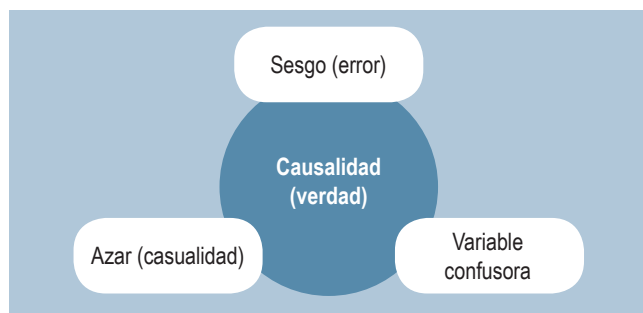 Sesgo (error)
Causalidad
(verdad)
Azar (casualidad)
Variable
confusora